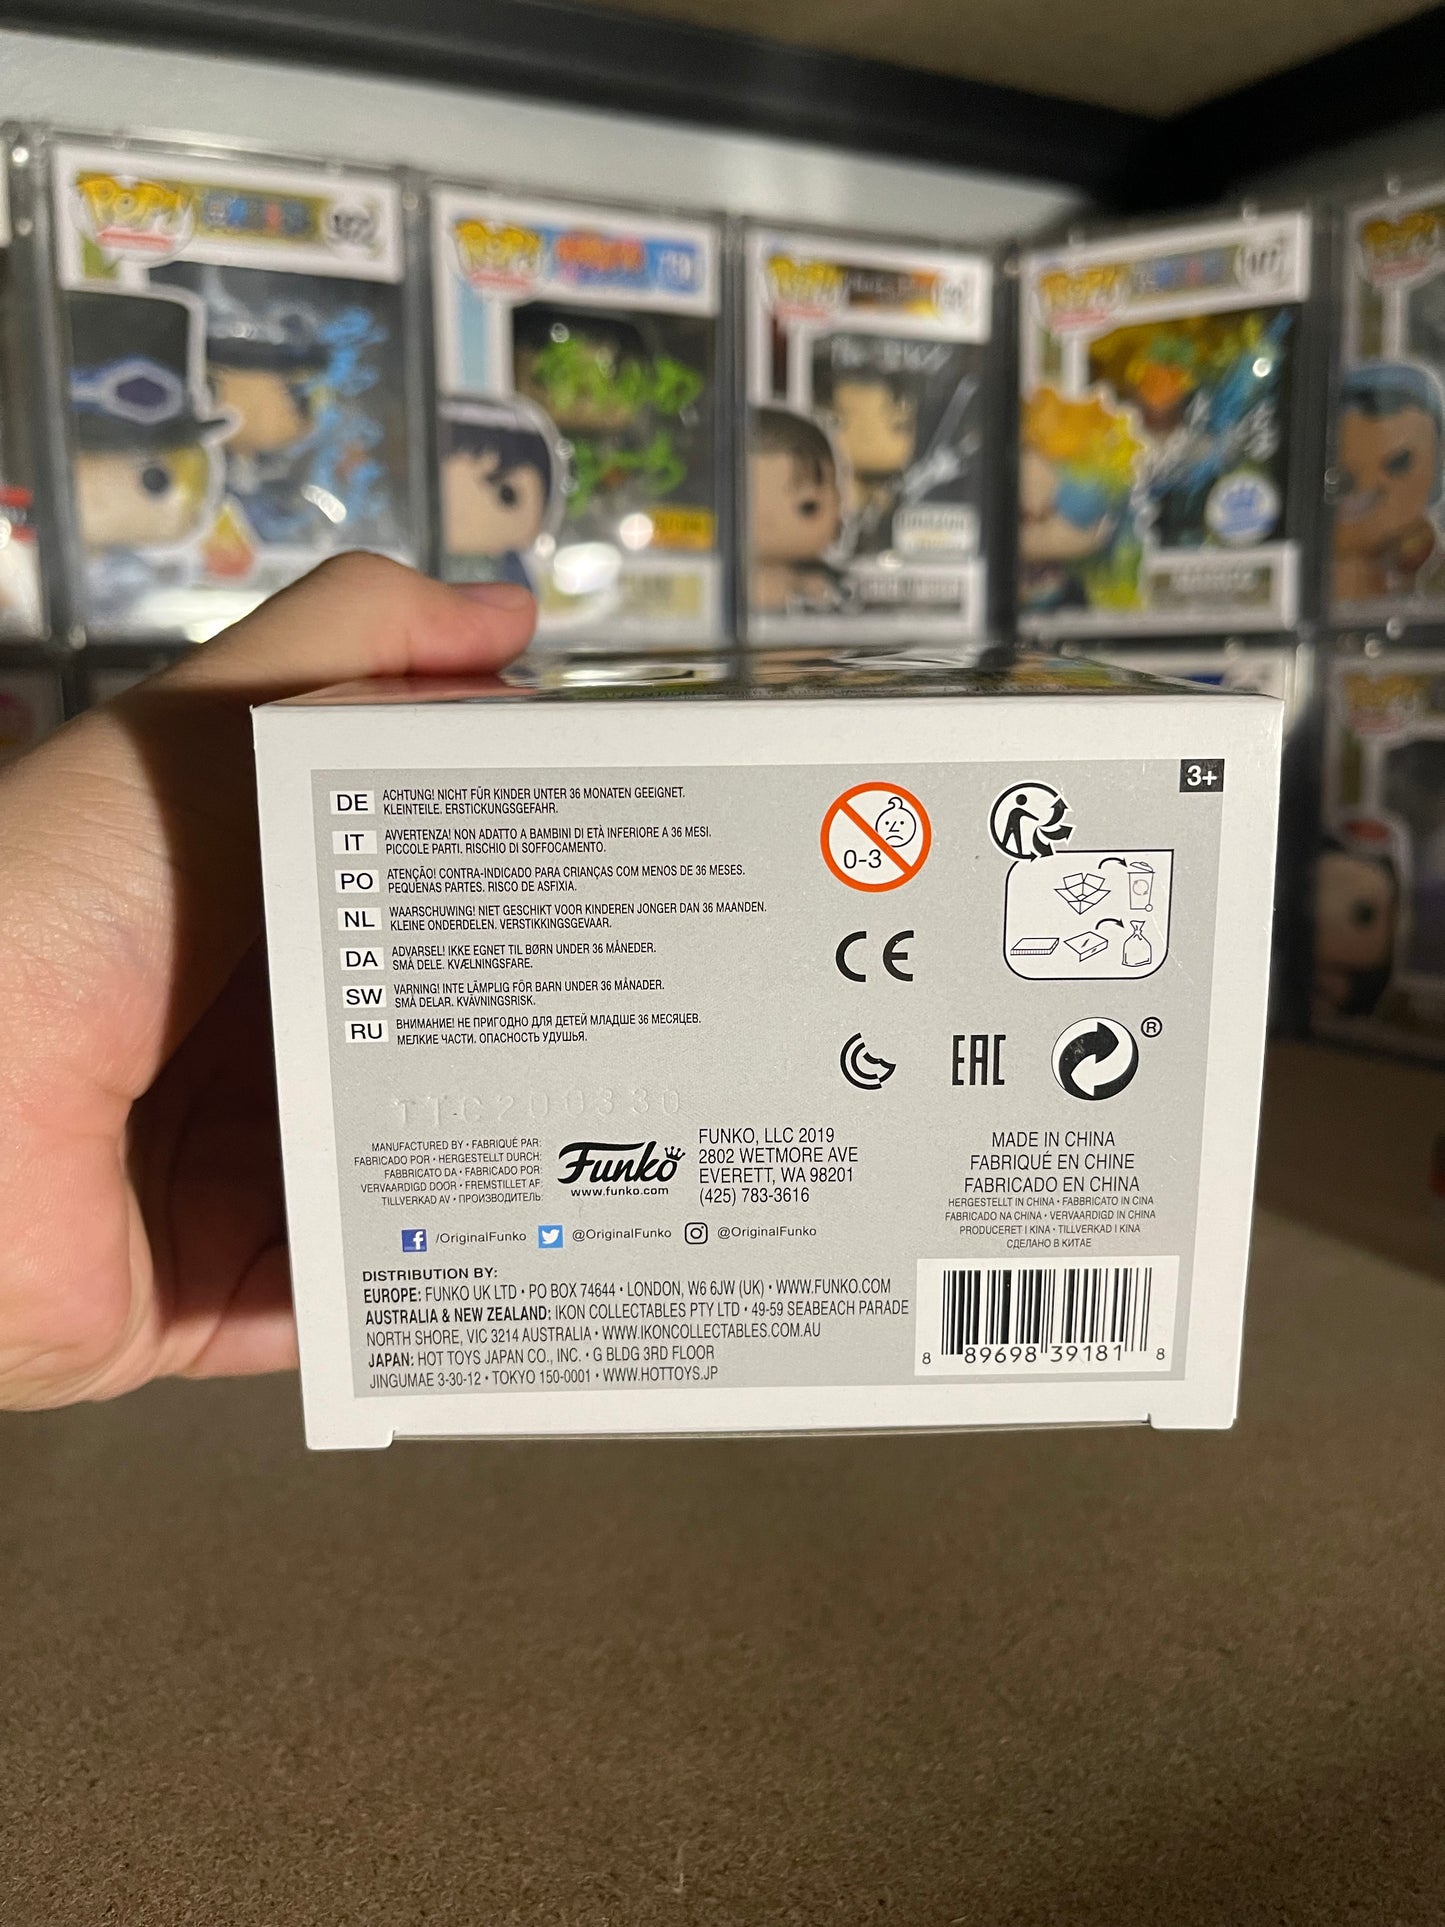 POP!
POP!
POP!
POP!
922
3+
DE ACHTUNG! NICHT FÜR KINDER UNTER 36 MONATEN GEEIGNET.
KLEINTEILE. ERSTICKUNGSGEFAHR.
IT AVVERTENZA! NON ADATTO A BAMBINI DI ETÀ INFERIORE A 36 MESI.
PICCOLE PARTI. RISCHIO DI SOFFOCAMENTO.
PO ATENÇÃO! CONTRA-INDICADO PARA CRIANÇAS COM MENOS DE 36 MESES.
PEQUENAS PARTES. RISCO DE ASFIXIA.
NL WAARSCHUWING! NIET GESCHIKT VOOR KINDEREN JONGER DAN 36 MAANDEN.
KLEINE ONDERDELEN. VERSTIKKINGSGEVAAR.
DA ADVARSEL! IKKE EGNET TIL BØRN UNDER 36 MÅNEDER.
SMÅ DELE. KVÆLNINGSFARE.
SW VARNING! INTE LÄMPLIG FÖR BARN UNDER 36 MÅNADER.
SMÅ DELAR. KVÄVNINGSRISK.
RU ВНИМАНИЕ! НЕ ПРИГОДНО ДЛЯ ДЕТЕЙ МЛАДШЕ 36 МЕСЯЦЕВ.
МЕЛКИЕ ЧАСТИ. ОПАСНОСТЬ УДУШЬЯ.
0-3
CE
EAC
®
TTC200330
MANUFACTURED BY • FABRIQUÉ PAR:
FABRICADO POR • HERGESTELLT DURCH:
FABBRICATO DA • FABRICADO POR:
VERVAARDIGD DOOR • FREMSTILLET AF:
TILLVERKAD AV • ПРОИЗВОДИТЕЛЬ:
Funko
www.funko.com
FUNKO, LLC 2019
2802 WETMORE AVE
EVERETT, WA 98201
(425) 783-3616
MADE IN CHINA
FABRIQUÉ EN CHINE
FABRICADO EN CHINA
HERGESTELLT IN CHINA • FABBRICATO IN CINA
FABRICADO NA CHINA • VERVAARDIGD IN CHINA
PRODUCERET I KINA • TILLVERKAD I KINA
СДЕЛАНО В КИТАЕ
/OriginalFunko @OriginalFunko @OriginalFunko
DISTRIBUTION BY:
EUROPE: FUNKO UK LTD • PO BOX 74644 • LONDON, W6 6JW (UK) • WWW.FUNKO.COM
AUSTRALIA & NEW ZEALAND: IKON COLLECTABLES PTY LTD • 49-59 SEABEACH PARADE
NORTH SHORE, VIC 3214 AUSTRALIA • WWW.IKONCOLLECTABLES.COM.AU
JAPAN: HOT TOYS JAPAN CO., INC. • G BLDG 3RD FLOOR
JINGUMAE 3-30-12 • TOKYO 150-0001 • WWW.HOTTOYS.JP
8 89698 39181 8